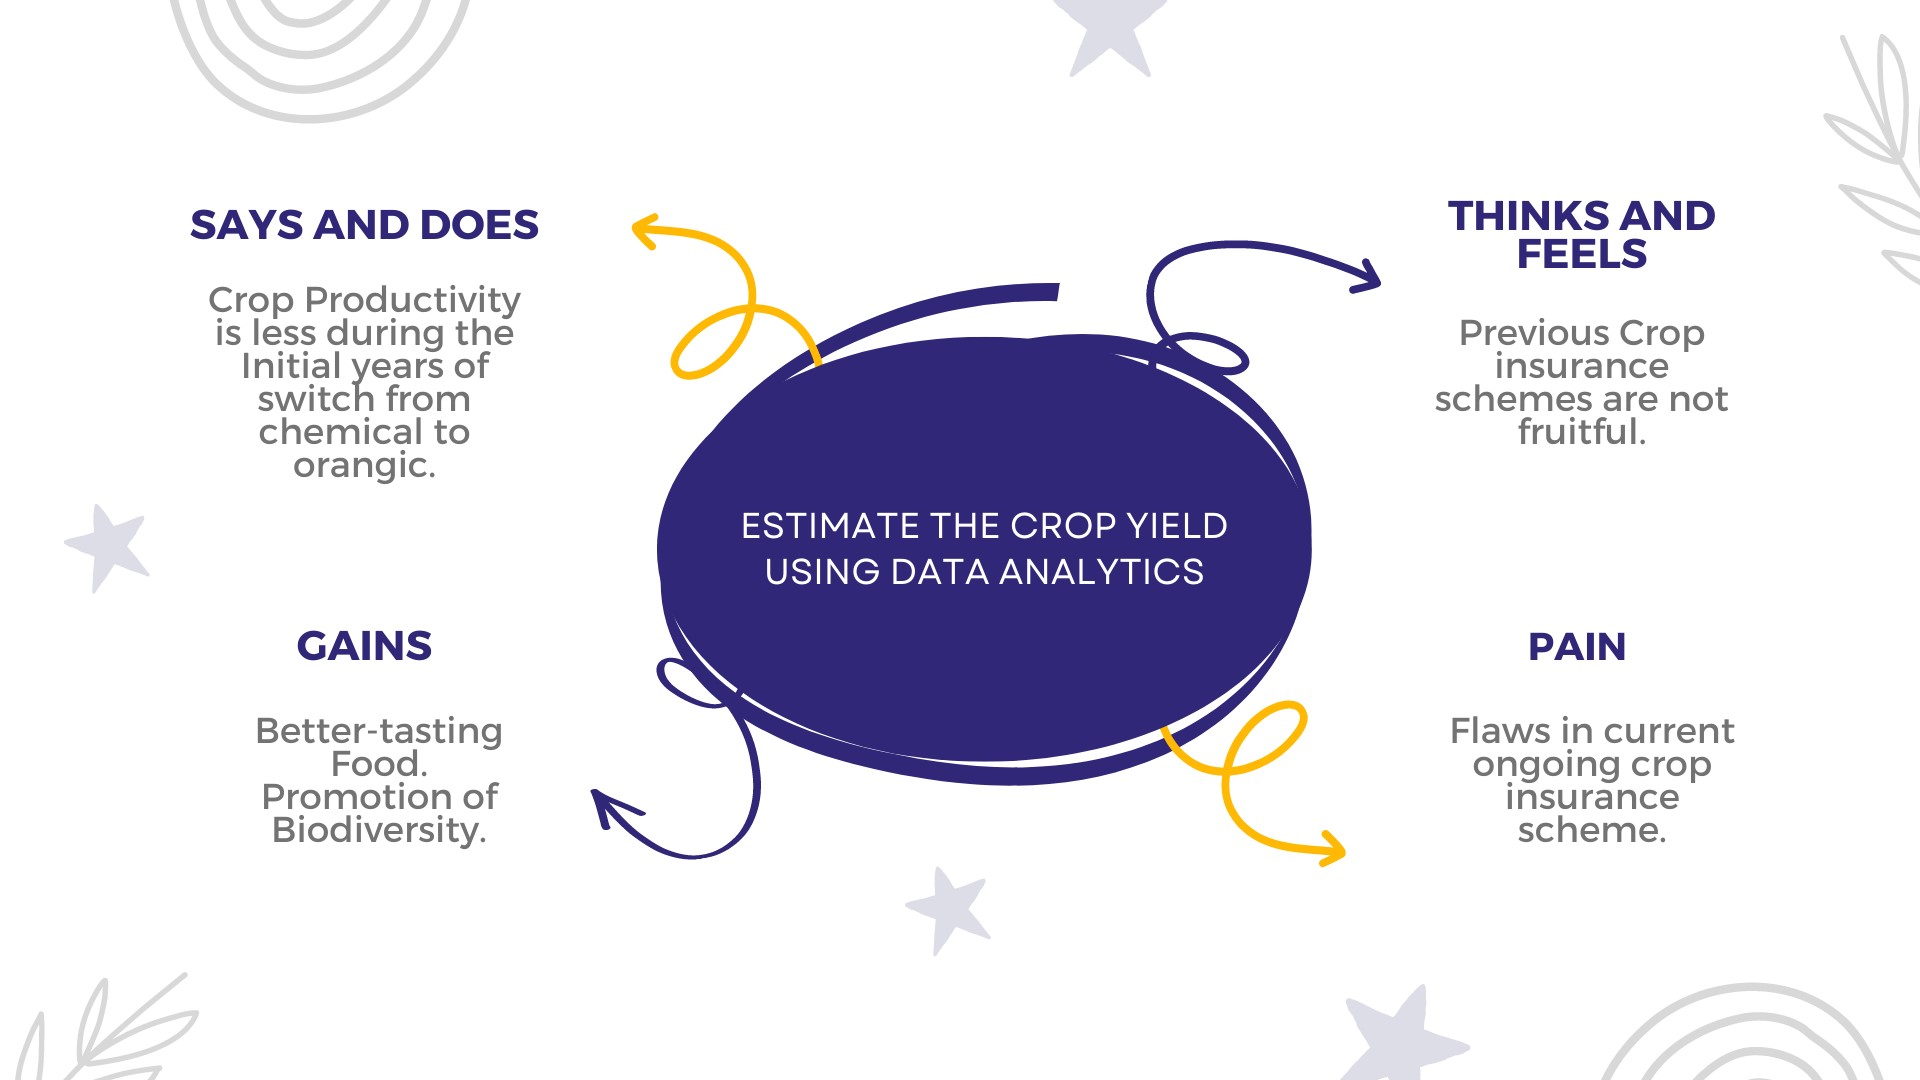 SAYS AND DOES
Crop Productivity
is less during the
Initial years of
switch from
chemical to
orangic.
THINKS AND
FEELS
Previous Crop
insurance
schemes are not
fruitful.
ESTIMATE THE CROP YIELD
USING DATA ANALYTICS
GAINS
Better-tasting
Food.
Promotion of
Biodiversity.
PAIN
Flaws in current
ongoing crop
insurance
scheme.